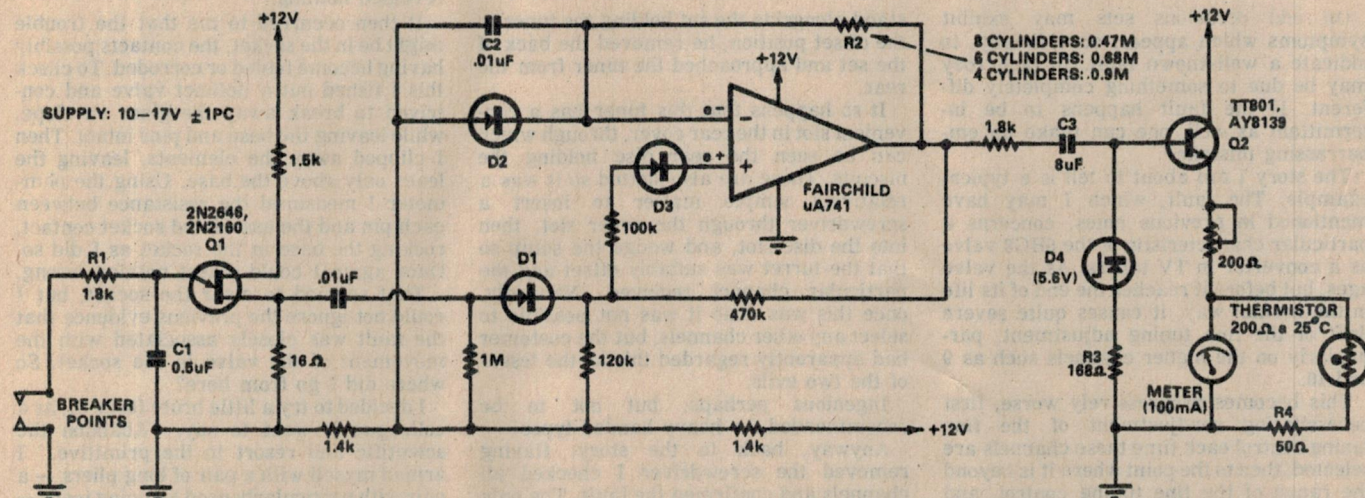 +12V
SUPPLY: 10–17V ±1PC
1.5k
2N2646,
2N2160
Q1
R1
1.8k
C1
0.5uF
BREAKER
POINTS
16Ω
.01uF
1.4k
C2
.01uF
D2
D3
100k
D1
1M
120k
470k
1.4k
+12V
+12V
e–
–
e+
+
FAIRCHILD
uA741
R2
8 CYLINDERS: 0.47M
6 CYLINDERS: 0.68M
4 CYLINDERS: 0.9M
1.8k
C3
8uF
+12V
TT801,
AY8139
Q2
D4
(5.6V)
R3
168Ω
200Ω
THERMISTOR
200Ω a 25°C
METER
(100mA)
R4
50Ω